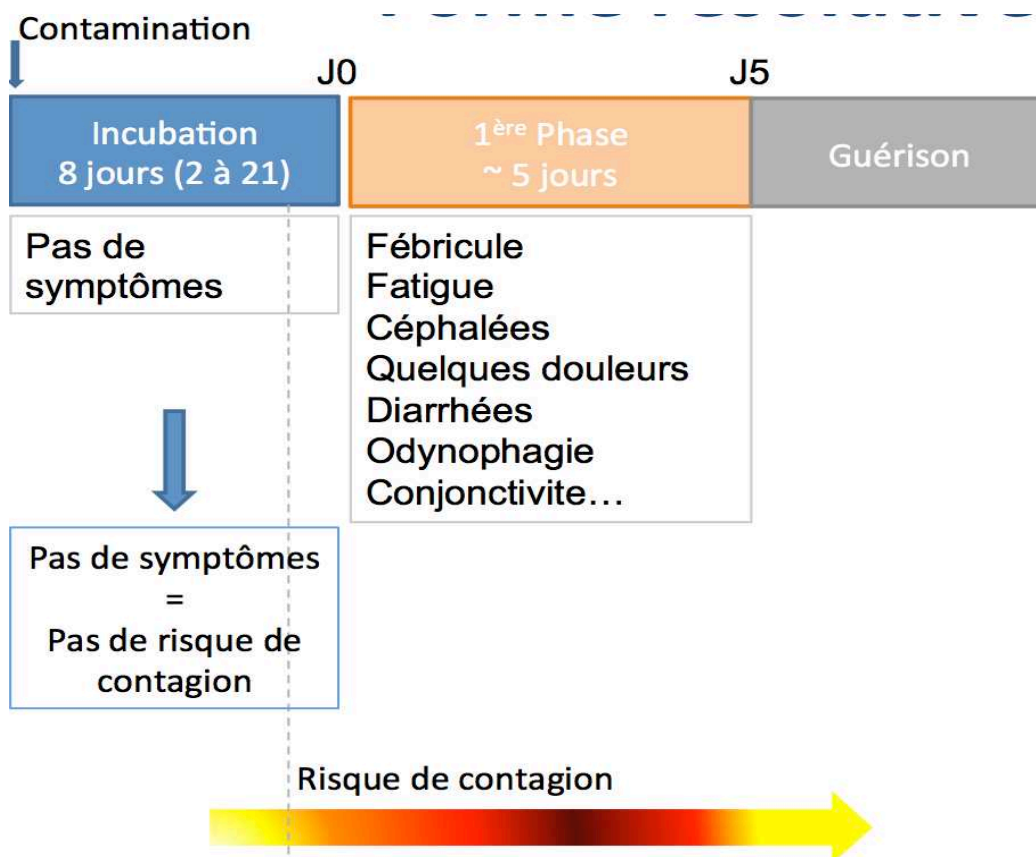 Contamination
J0
J5
Incubation
8 jours (2 à 21)
1ère Phase
~ 5 jours
Guérison
Pas de
symptômes
Fébricule
Fatigue
Céphalées
Quelques douleurs
Diarrhées
Odynophagie
Conjonctivite…
Pas de symptômes
=
Pas de risque de
contagion
Risque de contagion